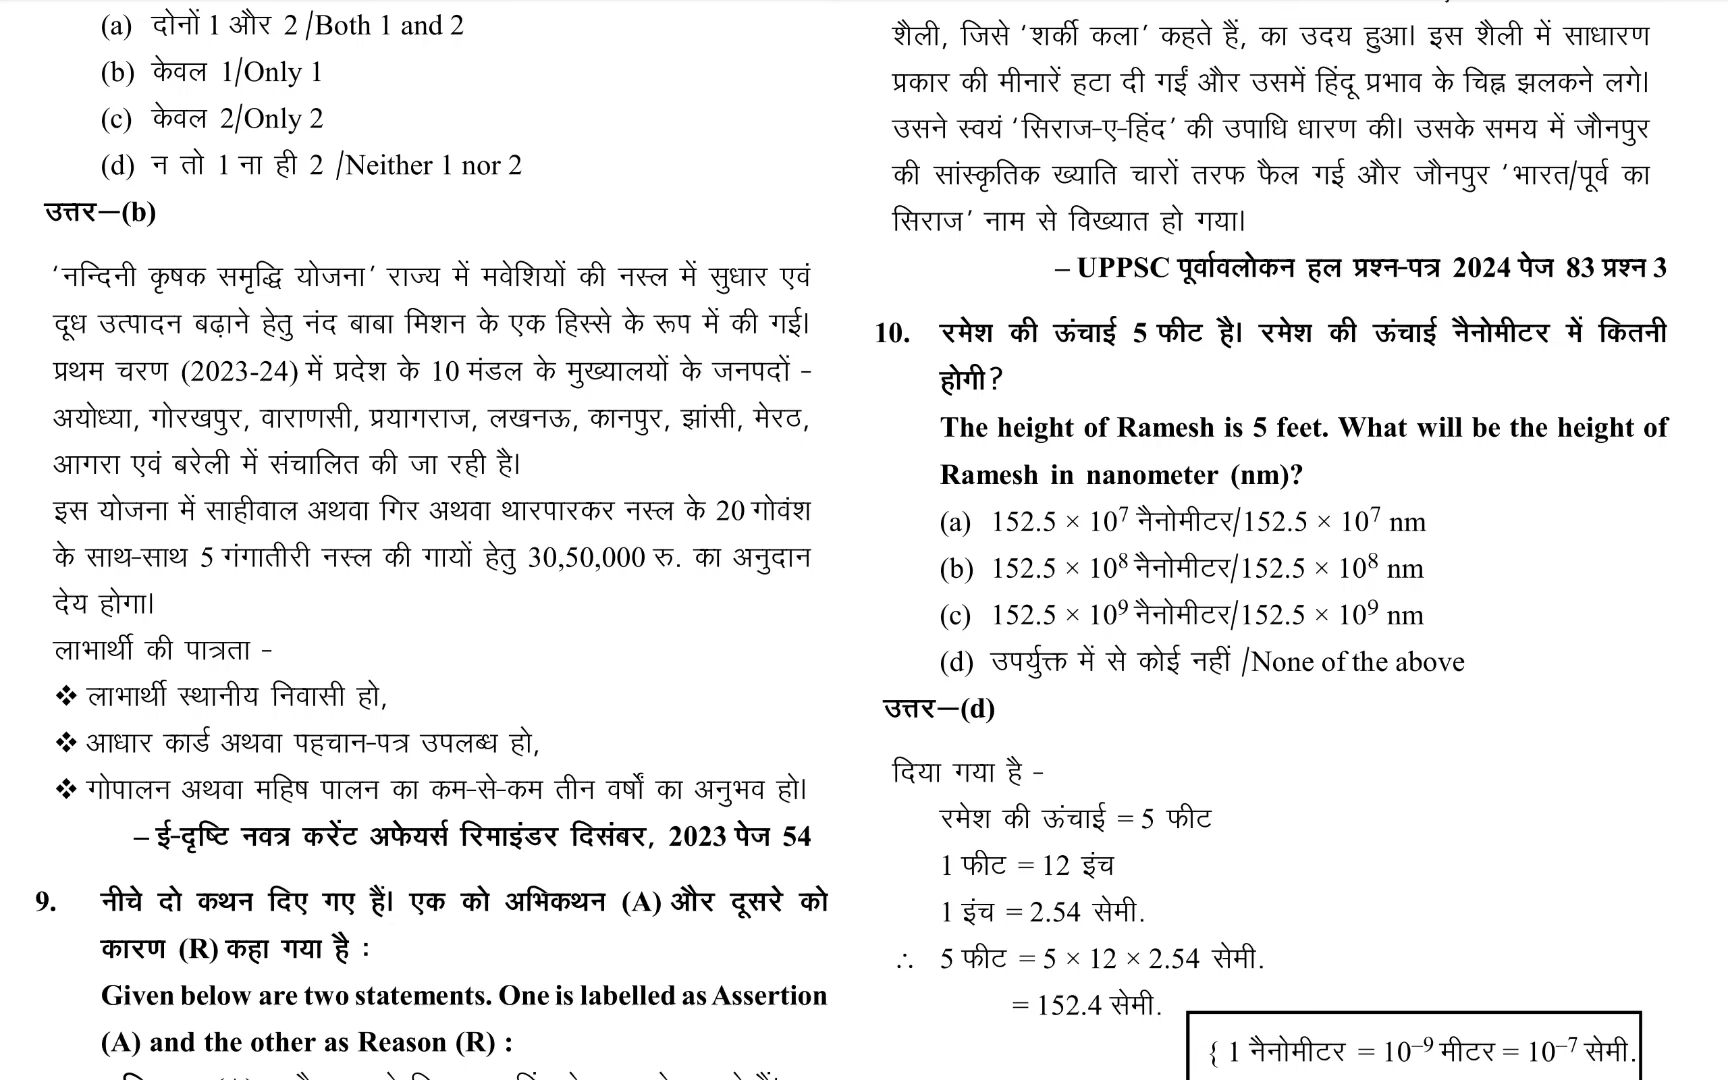 (a) दोनों 1 और 2 /Both 1 and 2
(b) केवल 1/Only 1
(c) केवल 2/Only 2
(d) न तो 1 ना ही 2 /Neither 1 nor 2
उत्तर—(b)
‘नन्दिनी कृषक समृद्धि योजना’ राज्य में मवेशियों की नस्ल में सुधार एवं
दूध उत्पादन बढ़ाने हेतु नंद बाबा मिशन के एक हिस्से के रूप में की गई।
प्रथम चरण (2023-24) में प्रदेश के 10 मंडल के मुख्यालयों के जनपदों -
अयोध्या, गोरखपुर, वाराणसी, प्रयागराज, लखनऊ, कानपुर, झांसी, मेरठ,
आगरा एवं बरेली में संचालित की जा रही है।
इस योजना में साहीवाल अथवा गिर अथवा थारपारकर नस्ल के 20 गोवंश
के साथ-साथ 5 गंगातीरी नस्ल की गायों हेतु 30,50,000 रु. का अनुदान
देय होगा।
लाभार्थी की पात्रता -
❖ लाभार्थी स्थानीय निवासी हो,
❖ आधार कार्ड अथवा पहचान-पत्र उपलब्ध हो,
❖ गोपालन अथवा महिष पालन का कम-से-कम तीन वर्षों का अनुभव हो।
– ई-दृष्टि नवत्र करेंट अफेयर्स रिमाइंडर दिसंबर, 2023 पेज 54
9. नीचे दो कथन दिए गए हैं। एक को अभिकथन (A) और दूसरे को
कारण (R) कहा गया है :
Given below are two statements. One is labelled as Assertion
(A) and the other as Reason (R) :
शैली, जिसे ‘शर्की कला’ कहते हैं, का उदय हुआ। इस शैली में साधारण
प्रकार की मीनारें हटा दी गईं और उसमें हिंदू प्रभाव के चिह्न झलकने लगे।
उसने स्वयं ‘सिराज-ए-हिंद’ की उपाधि धारण की। उसके समय में जौनपुर
की सांस्कृतिक ख्याति चारों तरफ फैल गई और जौनपुर ‘भारत/पूर्व का
सिराज’ नाम से विख्यात हो गया।
– UPPSC पूर्वावलोकन हल प्रश्न-पत्र 2024 पेज 83 प्रश्न 3
10. रमेश की ऊंचाई 5 फीट है। रमेश की ऊंचाई नैनोमीटर में कितनी
होगी?
The height of Ramesh is 5 feet. What will be the height of
Ramesh in nanometer (nm)?
(a) 152.5 × 10⁷ नैनोमीटर/152.5 × 10⁷ nm
(b) 152.5 × 10⁸ नैनोमीटर/152.5 × 10⁸ nm
(c) 152.5 × 10⁹ नैनोमीटर/152.5 × 10⁹ nm
(d) उपर्युक्त में से कोई नहीं /None of the above
उत्तर—(d)
दिया गया है -
रमेश की ऊंचाई = 5 फीट
1 फीट = 12 इंच
1 इंच = 2.54 सेमी.
∴ 5 फीट = 5 × 12 × 2.54 सेमी.
= 152.4 सेमी.
{ 1 नैनोमीटर = 10⁻⁹ मीटर = 10⁻⁷ सेमी.